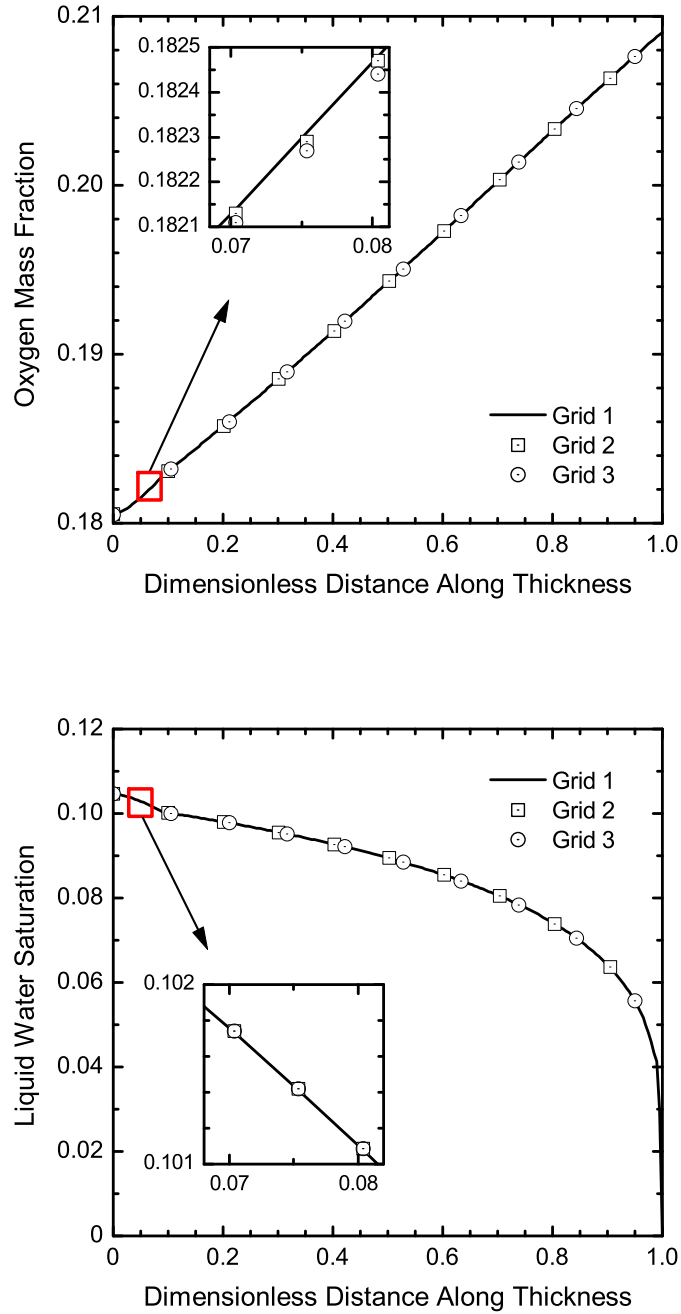 0.21
0.20
0.19
0.18
Oxygen Mass Fraction
0.1825
0.1824
0.1823
0.1822
0.1821
0.07 0.08
Grid 1
Grid 2
Grid 3
0 0.2 0.4 0.6 0.8 1.0
Dimensionless Distance Along Thickness
0.12
0.10
0.08
0.06
0.04
0.02
0
Liquid Water Saturation
Grid 1
Grid 2
Grid 3
0.102
0.101
0.07 0.08
0 0.2 0.4 0.6 0.8 1.0
Dimensionless Distance Along Thickness